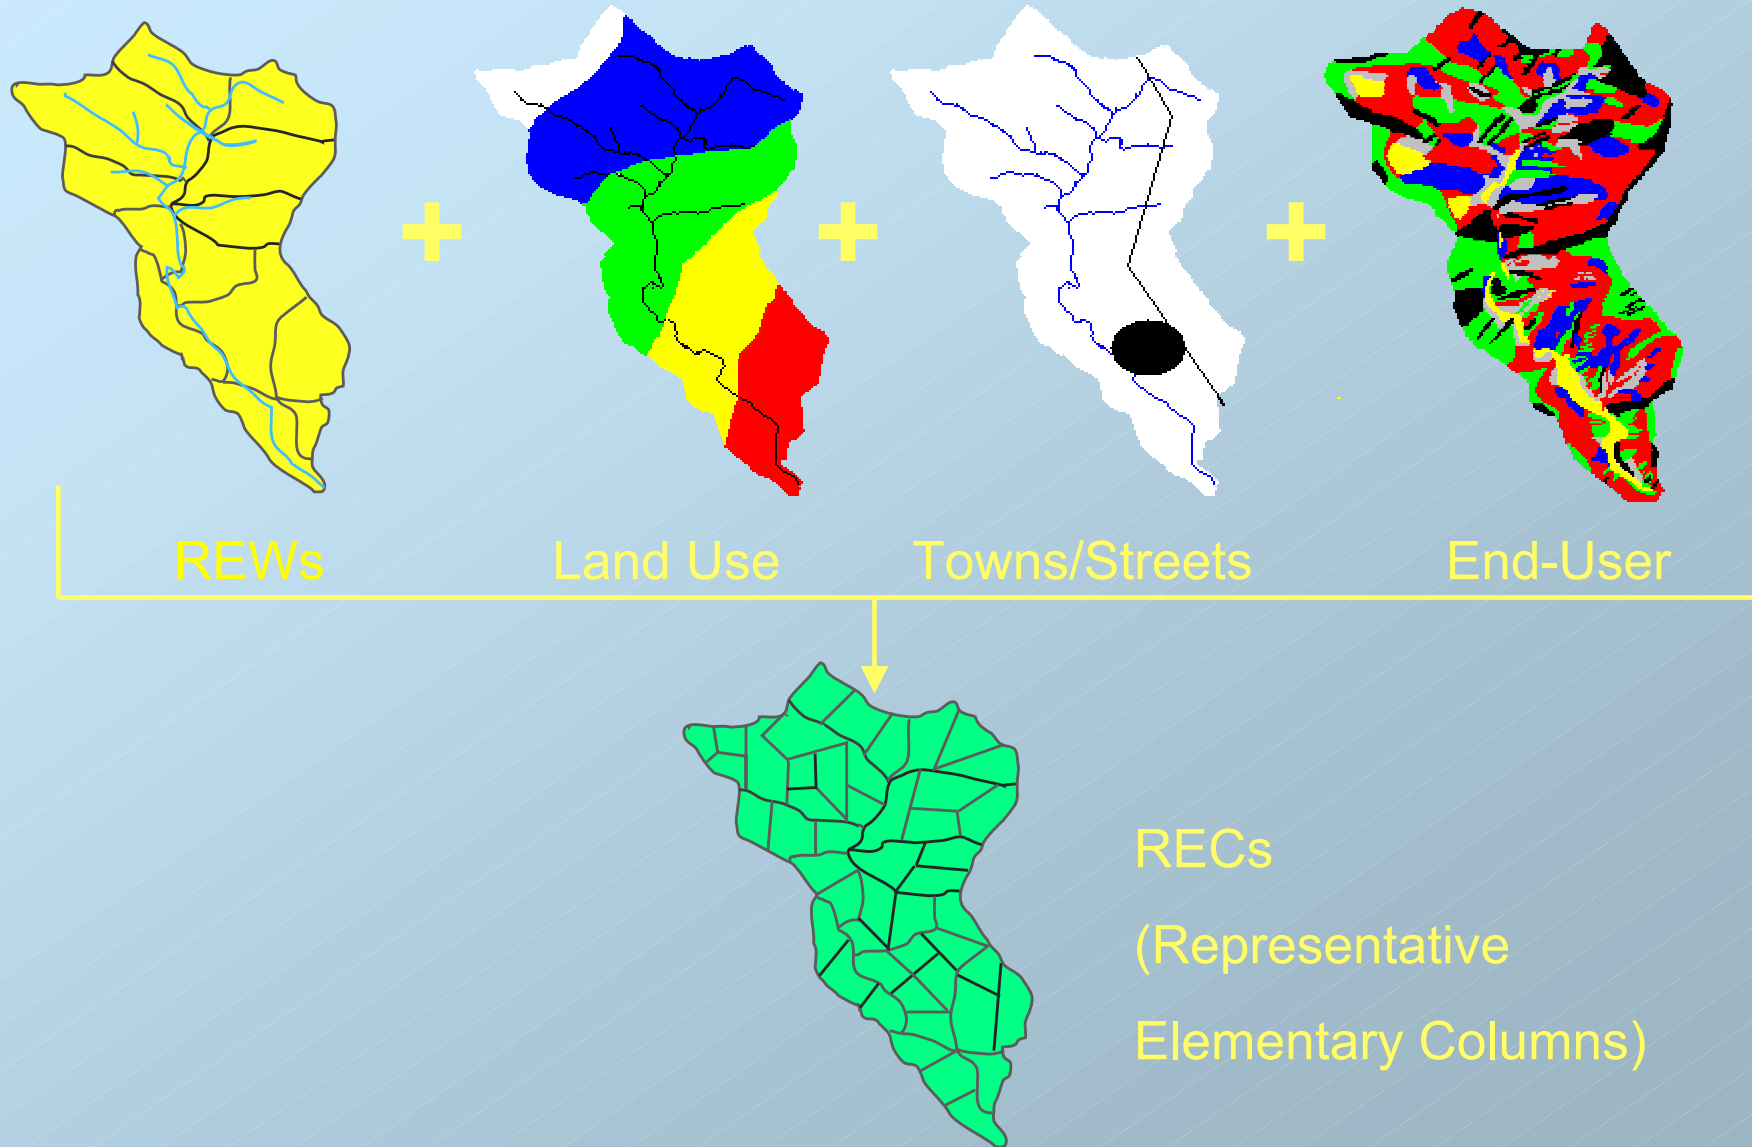 REWs
Land Use
Towns/Streets
End-User
RECs
(Representative
Elementary Columns)